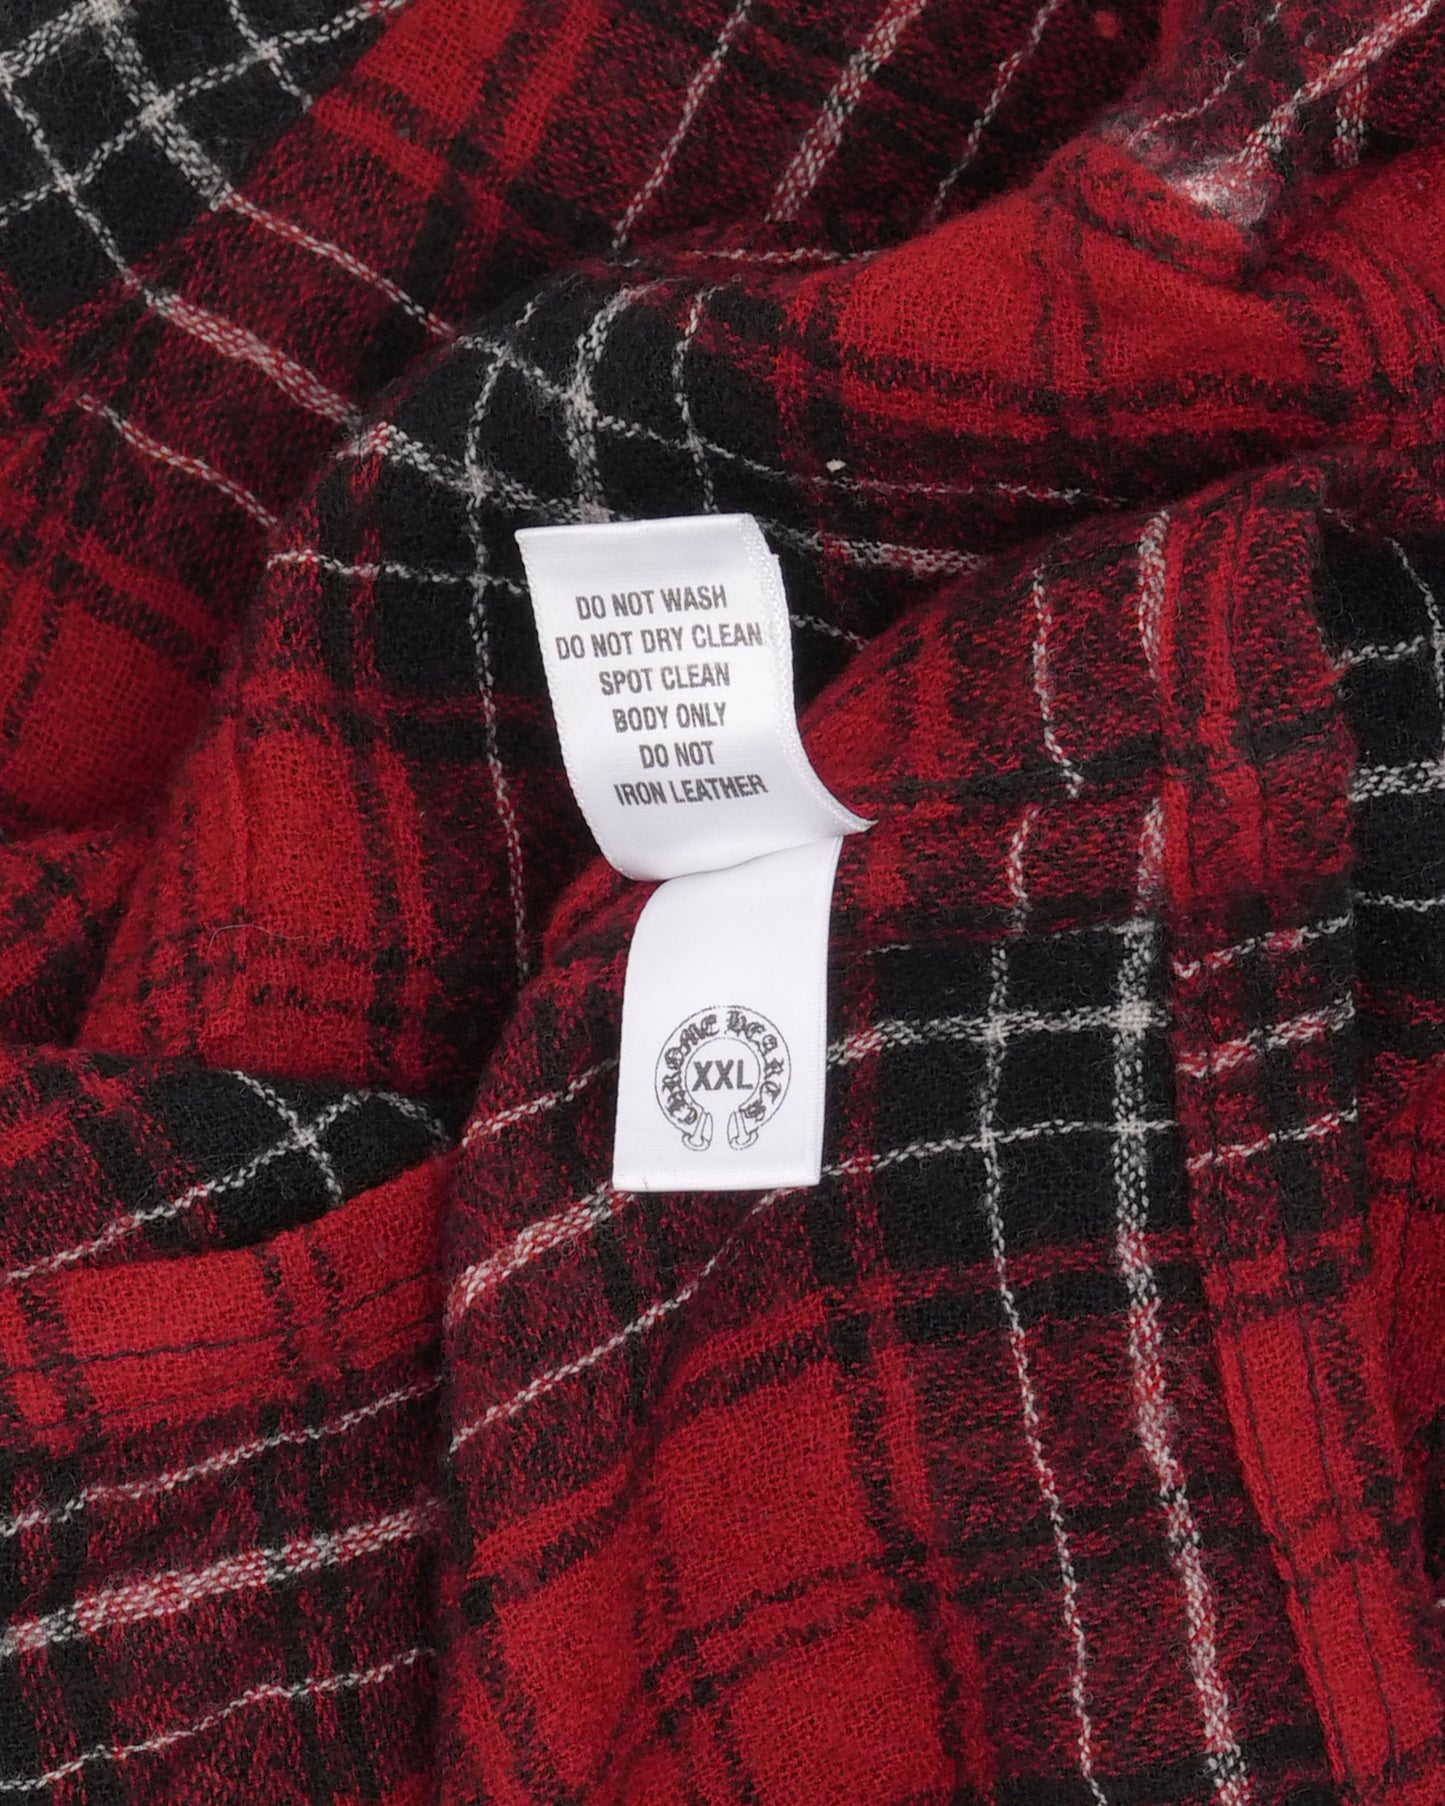 DO NOT WASH
DO NOT DRY CLEAN
SPOT CLEAN
BODY ONLY
DO NOT
IRON LEATHER
CHROME HEARTS
XXL